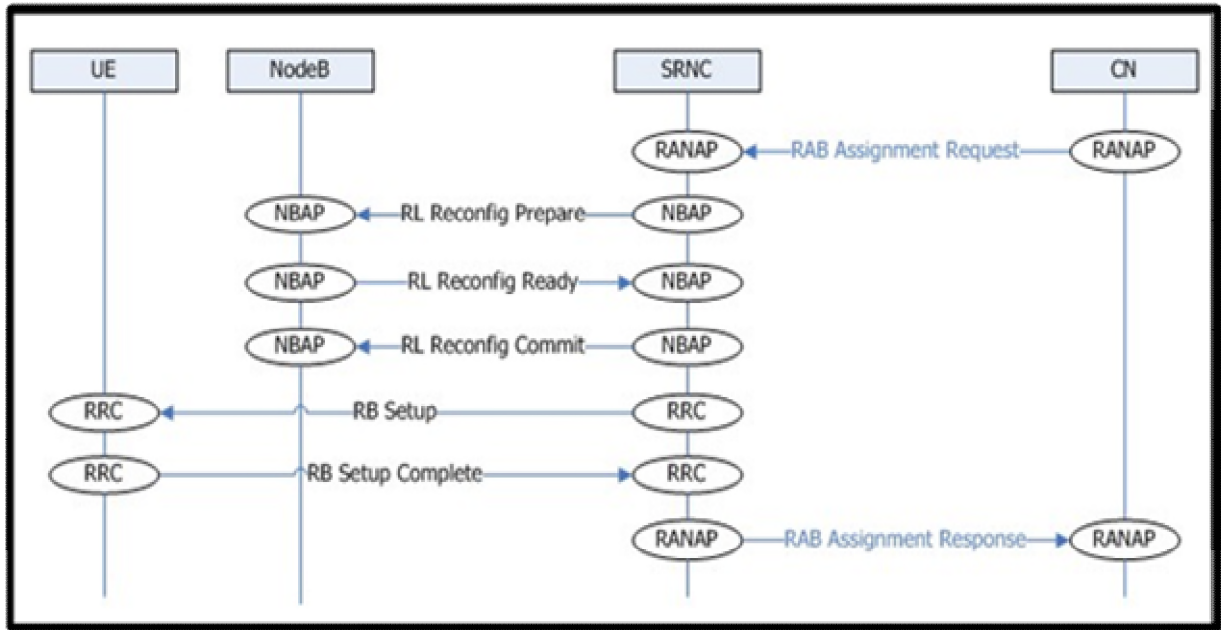 UE NodeB SRNC CN
RANAP RAB Assignment Request RANAP
NBAP RL Reconfig Prepare NBAP
NBAP RL Reconfig Ready NBAP
NBAP RL Reconfig Commit NBAP
RRC RB Setup RRC
RRC RB Setup Complete RRC
RANAP RAB Assignment Response RANAP